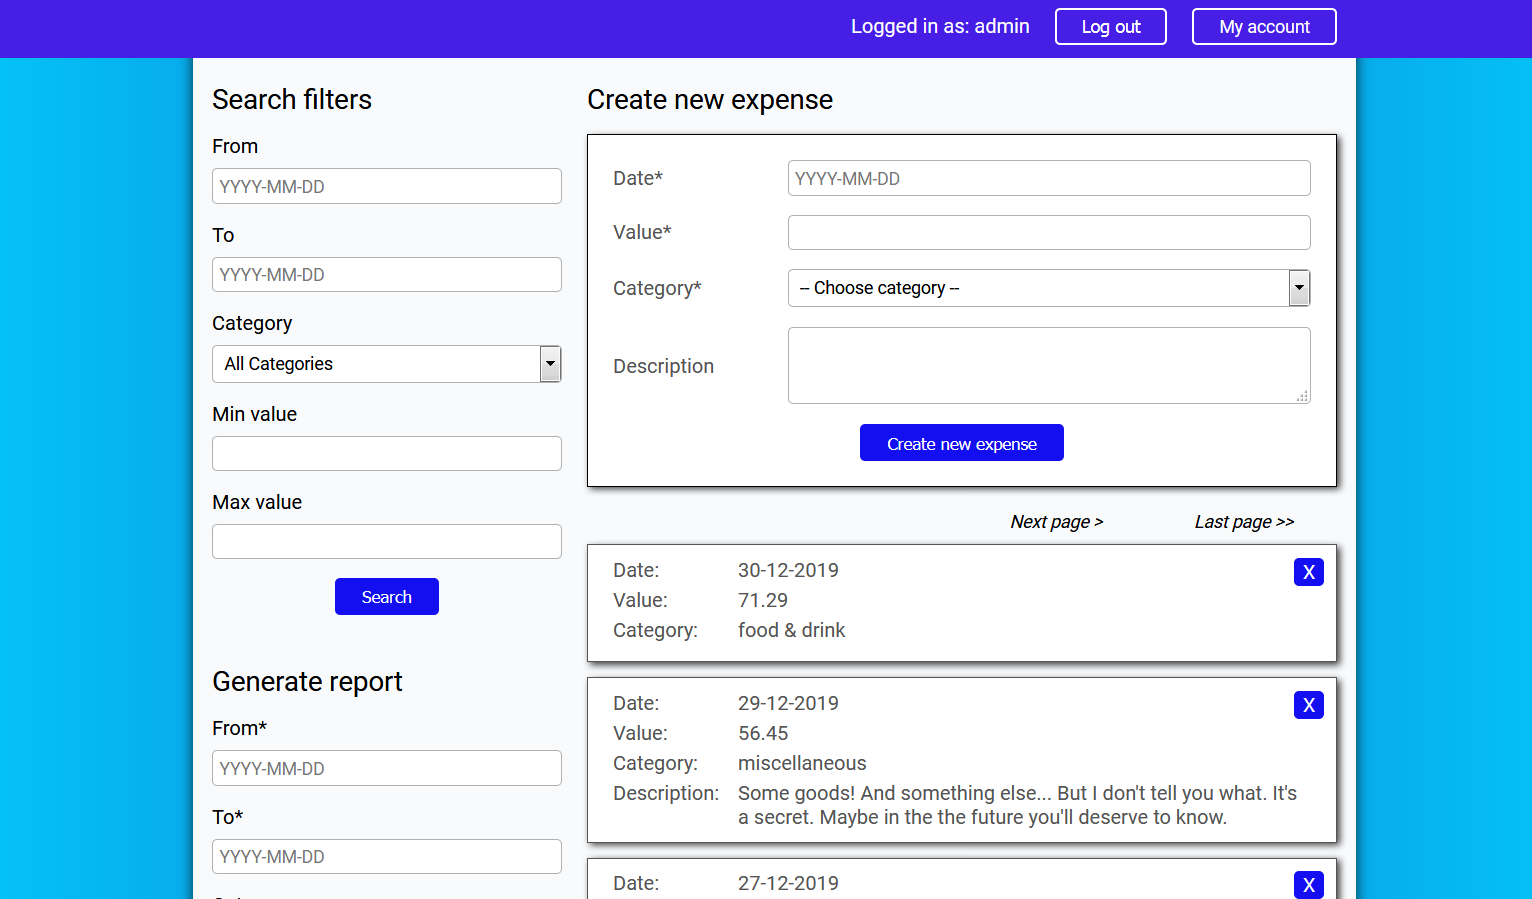 Logged in as: admin
Log out
My account
Search filters
From
YYYY-MM-DD
To
YYYY-MM-DD
Category
All Categories
Min value
Max value
Search
Generate report
From*
YYYY-MM-DD
To*
YYYY-MM-DD
Create new expense
Date*
YYYY-MM-DD
Value*
Category*
-- Choose category --
Description
Create new expense
Next page >
Last page >>
Date: 30-12-2019
X
Value: 71.29
Category: food & drink
Date: 29-12-2019
X
Value: 56.45
Category: miscellaneous
Description: Some goods! And something else... But I don't tell you what. It's
a secret. Maybe in the the future you'll deserve to know.
Date: 27-12-2019
X